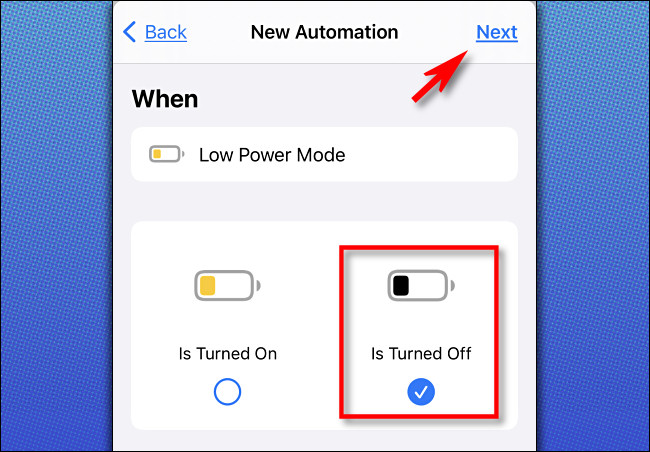 Back New Automation Next
When
Low Power Mode
Is Turned On Is Turned Off